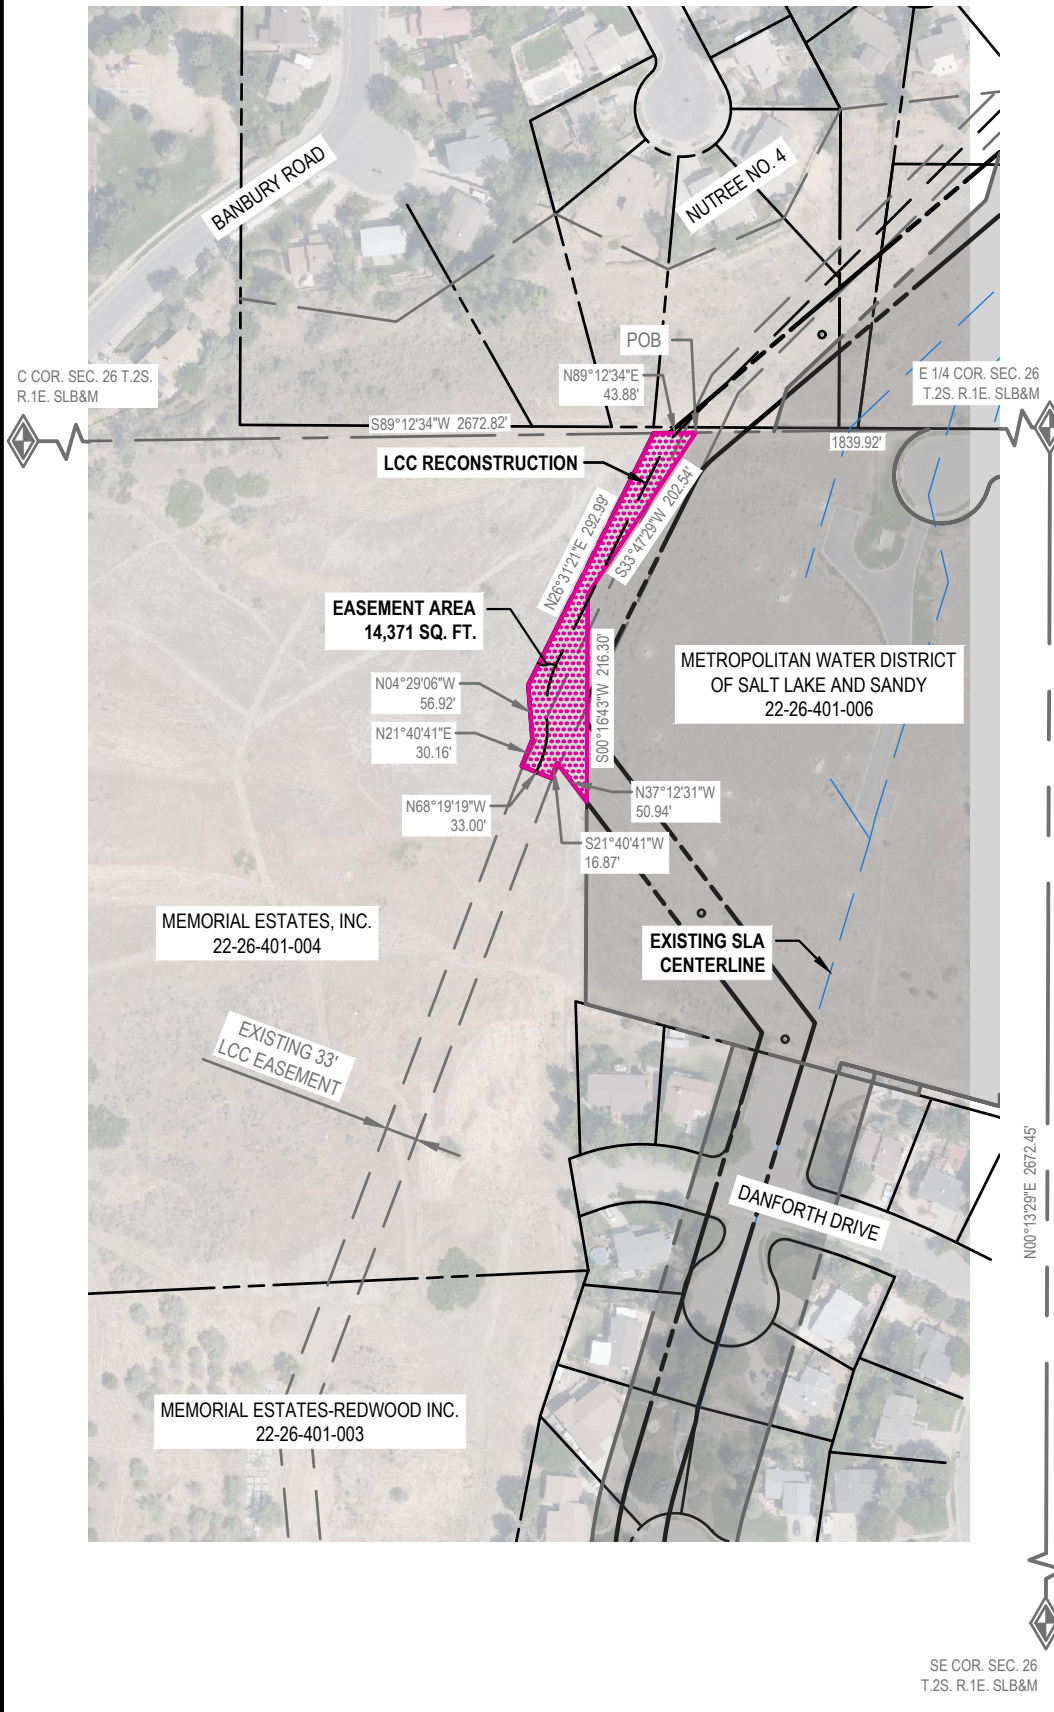 BANBURY ROAD
NUTREE NO. 4
POB
N89°12'34"E
43.88'
C COR. SEC. 26 T.2S.
R.1E. SLB&M
E 1/4 COR. SEC. 26
T.2S. R.1E. SLB&M
S89°12'34"W 2672.82'
1839.92'
LCC RECONSTRUCTION
N26°31'21"E 292.99'
S33°47'29"W 202.54'
EASEMENT AREA
14,371 SQ. FT.
S00°16'43"W 216.30'
METROPOLITAN WATER DISTRICT
OF SALT LAKE AND SANDY
22-26-401-006
N04°29'06"W
56.92'
N21°40'41"E
30.16'
N68°19'19"W
33.00'
N37°12'31"W
50.94'
S21°40'41"W
16.87'
MEMORIAL ESTATES, INC.
22-26-401-004
EXISTING SLA
CENTERLINE
EXISTING 33'
LCC EASEMENT
DANFORTH DRIVE
N00°13'29"E 2672.45'
MEMORIAL ESTATES-REDWOOD INC.
22-26-401-003
SE COR. SEC. 26
T.2S. R.1E. SLB&M